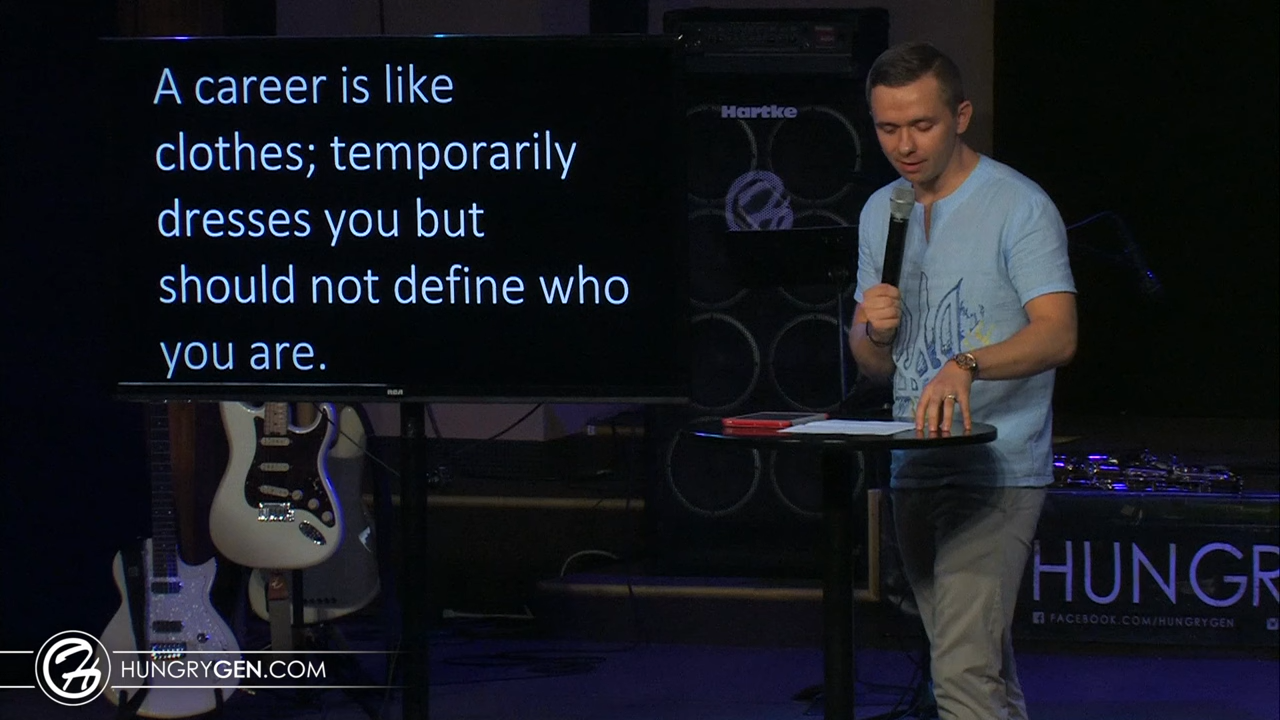 A career is like
clothes; temporarily
dresses you but
should not define who
you are.
RCA
Hartke
HUNGR
FACEBOOK.COM/HUNGRYGEN
HUNGRYGEN.COM